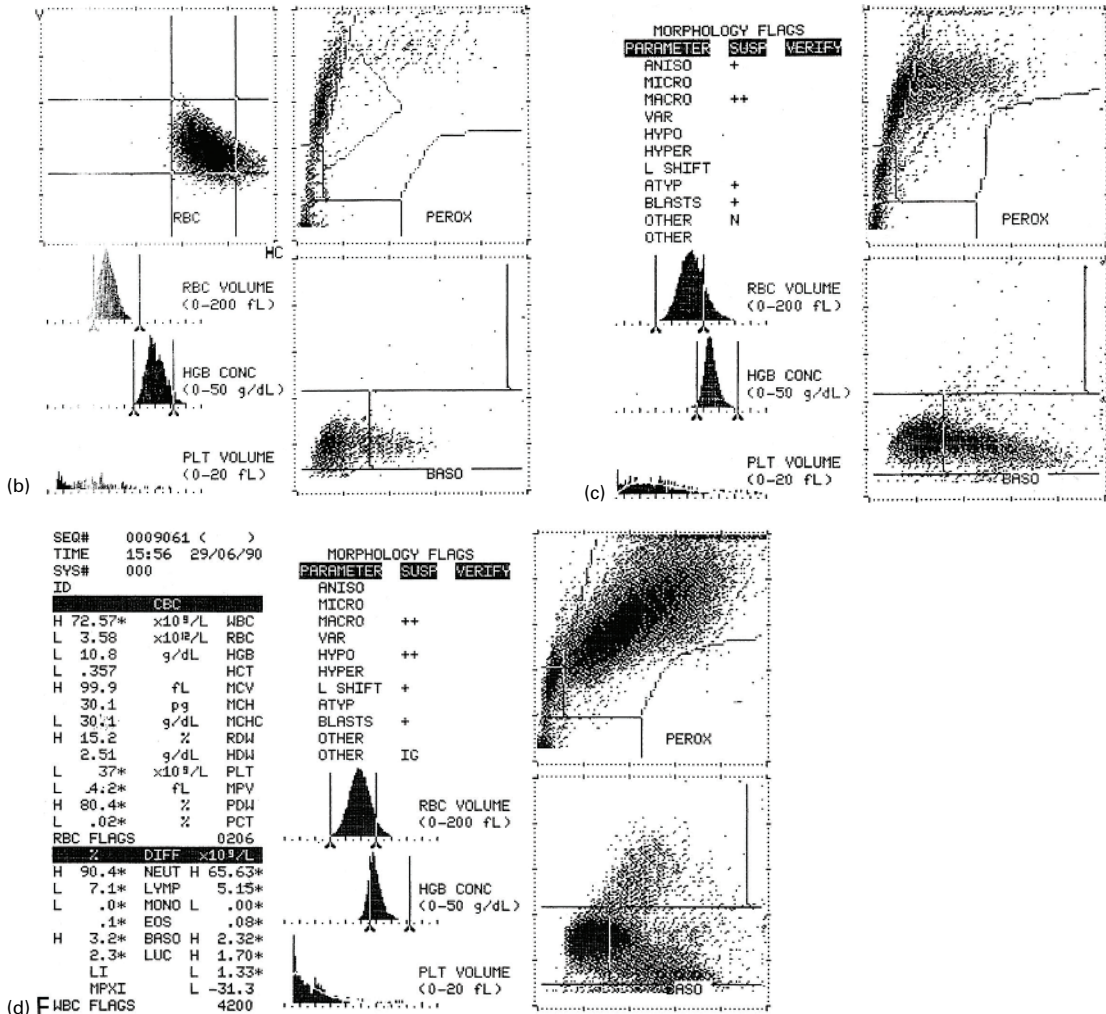 Y
RBC
HC
PEROX
RBC VOLUME
(0-200 fL)
HGB CONC
(0-50 g/dL)
PLT VOLUME
(0-20 fL)
BASO
(b)
MORPHOLOGY FLAGS
PARAMETER SUSP VERIFY
ANISO +
MICRO
MACRO ++
VAR
HYPO
HYPER
L SHIFT
ATYP +
BLASTS +
OTHER N
OTHER
PEROX
RBC VOLUME
(0-200 fL)
HGB CONC
(0-50 g/dL)
PLT VOLUME
(0-20 fL)
BASO
(c)
SEQ# 0009061 ( )
TIME 15:56 29/06/90
SYS# 000
ID
CBC
H 72.57* x10⁹/L WBC
L 3.58 x10¹²/L RBC
L 10.8 g/dL HGB
L .357 HCT
H 99.9 fL MCV
30.1 pg MCH
L 30.1 g/dL MCHC
H 15.2 % RDW
2.51 g/dL HDW
L 37* x10⁹/L PLT
L 4.2* fL MPV
H 80.4* % PDW
L .02* % PCT
RBC FLAGS 0206
% DIFF x10⁹/L
H 90.4* NEUT H 65.63*
L 7.1* LYMP 5.15*
L .0* MONO L .00*
.1* EOS .08*
H 3.2* BASO H 2.32*
2.3* LUC H 1.70*
LI L 1.33*
MPXI L -31.3
WBC FLAGS 4200
(d) F
MORPHOLOGY FLAGS
PARAMETER SUSP VERIFY
ANISO
MICRO
MACRO ++
VAR
HYPO ++
HYPER
L SHIFT +
ATYP
BLASTS +
OTHER
OTHER IG
RBC VOLUME
(0-200 fL)
HGB CONC
(0-50 g/dL)
PLT VOLUME
(0-20 fL)
PEROX
BASO